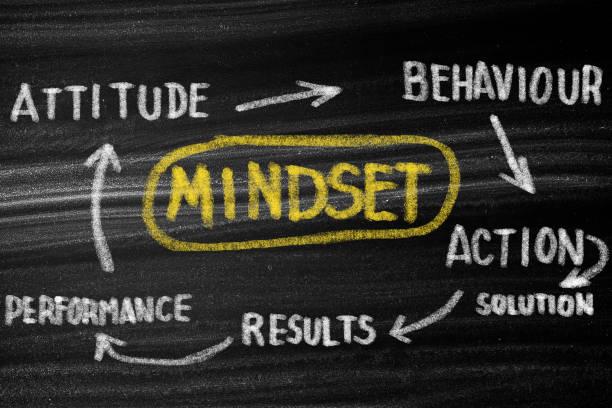 ATTITUDE
BEHAVIOUR
MINDSET
ACTION
SOLUTION
RESULTS
PERFORMANCE